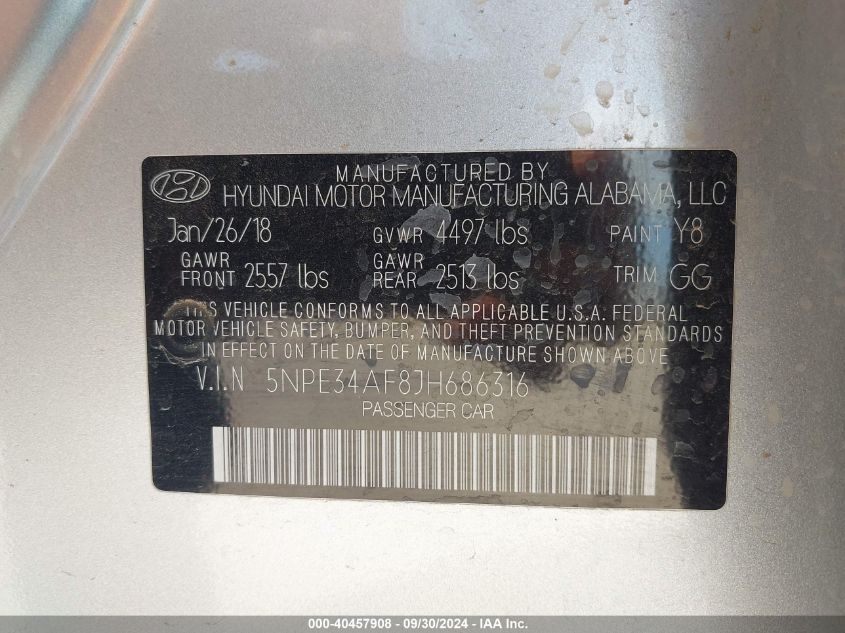 MANUFACTURED BY
HYUNDAI MOTOR MANUFACTURING ALABAMA, LLC
Jan/26/18 GVWR 4497 lbs PAINT Y8
GAWR FRONT 2557 lbs GAWR REAR 2513 lbs TRIM GG
THIS VEHICLE CONFORMS TO ALL APPLICABLE U.S.A. FEDERAL
MOTOR VEHICLE SAFETY, BUMPER, AND THEFT PREVENTION STANDARDS
IN EFFECT ON THE DATE OF MANUFACTURE SHOWN ABOVE
V.I.N 5NPE34AF8JH686316
PASSENGER CAR
000-40457908 - 09/30/2024 - IAA Inc.